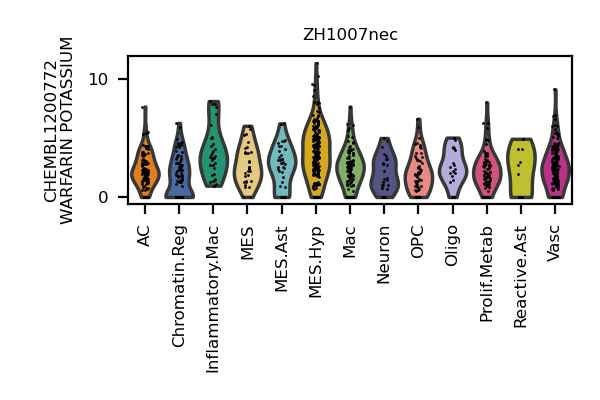 ZH1007nec
CHEMBL1200772
WARFARIN POTASSIUM
10
0
AC
Chromatin.Reg
Inflammatory.Mac
MES
MES.Ast
MES.Hyp
Mac
Neuron
OPC
Oligo
Prolif.Metab
Reactive.Ast
Vasc